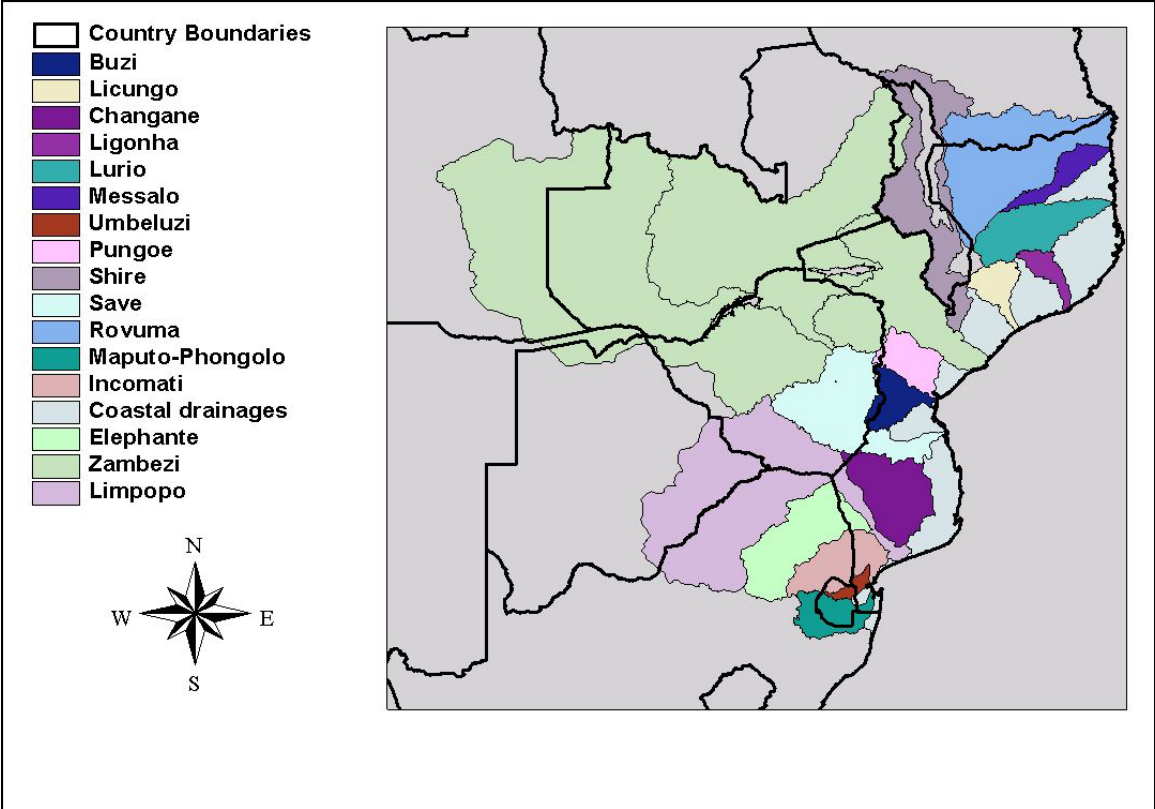 Country Boundaries
Buzi
Licungo
Changane
Ligonha
Lurio
Messalo
Umbeluzi
Pungoe
Shire
Save
Rovuma
Maputo-Phongolo
Incomati
Coastal drainages
Elephante
Zambezi
Limpopo
N
W E
S